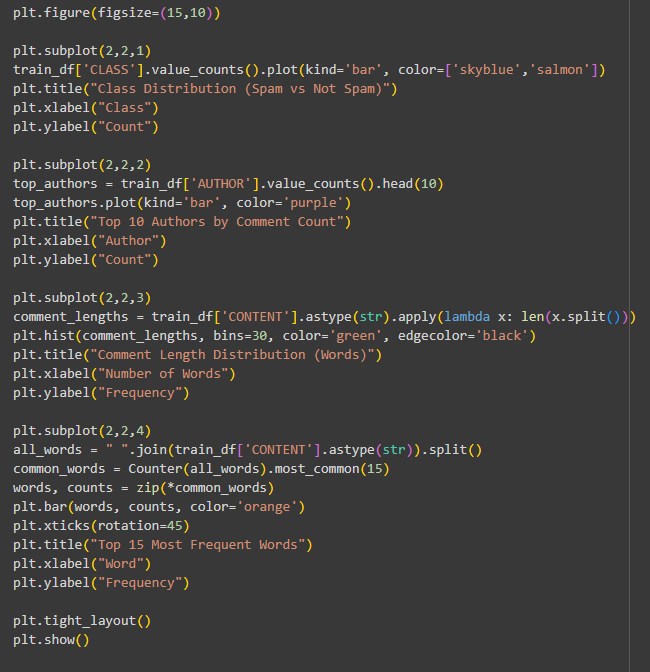 plt.figure(figsize=(15,10))

plt.subplot(2,2,1)
train_df['CLASS'].value_counts().plot(kind='bar', color=['skyblue','salmon'])
plt.title("Class Distribution (Spam vs Not Spam)")
plt.xlabel("Class")
plt.ylabel("Count")

plt.subplot(2,2,2)
top_authors = train_df['AUTHOR'].value_counts().head(10)
top_authors.plot(kind='bar', color='purple')
plt.title("Top 10 Authors by Comment Count")
plt.xlabel("Author")
plt.ylabel("Count")

plt.subplot(2,2,3)
comment_lengths = train_df['CONTENT'].astype(str).apply(lambda x: len(x.split()))
plt.hist(comment_lengths, bins=30, color='green', edgecolor='black')
plt.title("Comment Length Distribution (Words)")
plt.xlabel("Number of Words")
plt.ylabel("Frequency")

plt.subplot(2,2,4)
all_words = " ".join(train_df['CONTENT'].astype(str)).split()
common_words = Counter(all_words).most_common(15)
words, counts = zip(*common_words)
plt.bar(words, counts, color='orange')
plt.xticks(rotation=45)
plt.title("Top 15 Most Frequent Words")
plt.xlabel("Word")
plt.ylabel("Frequency")

plt.tight_layout()
plt.show()